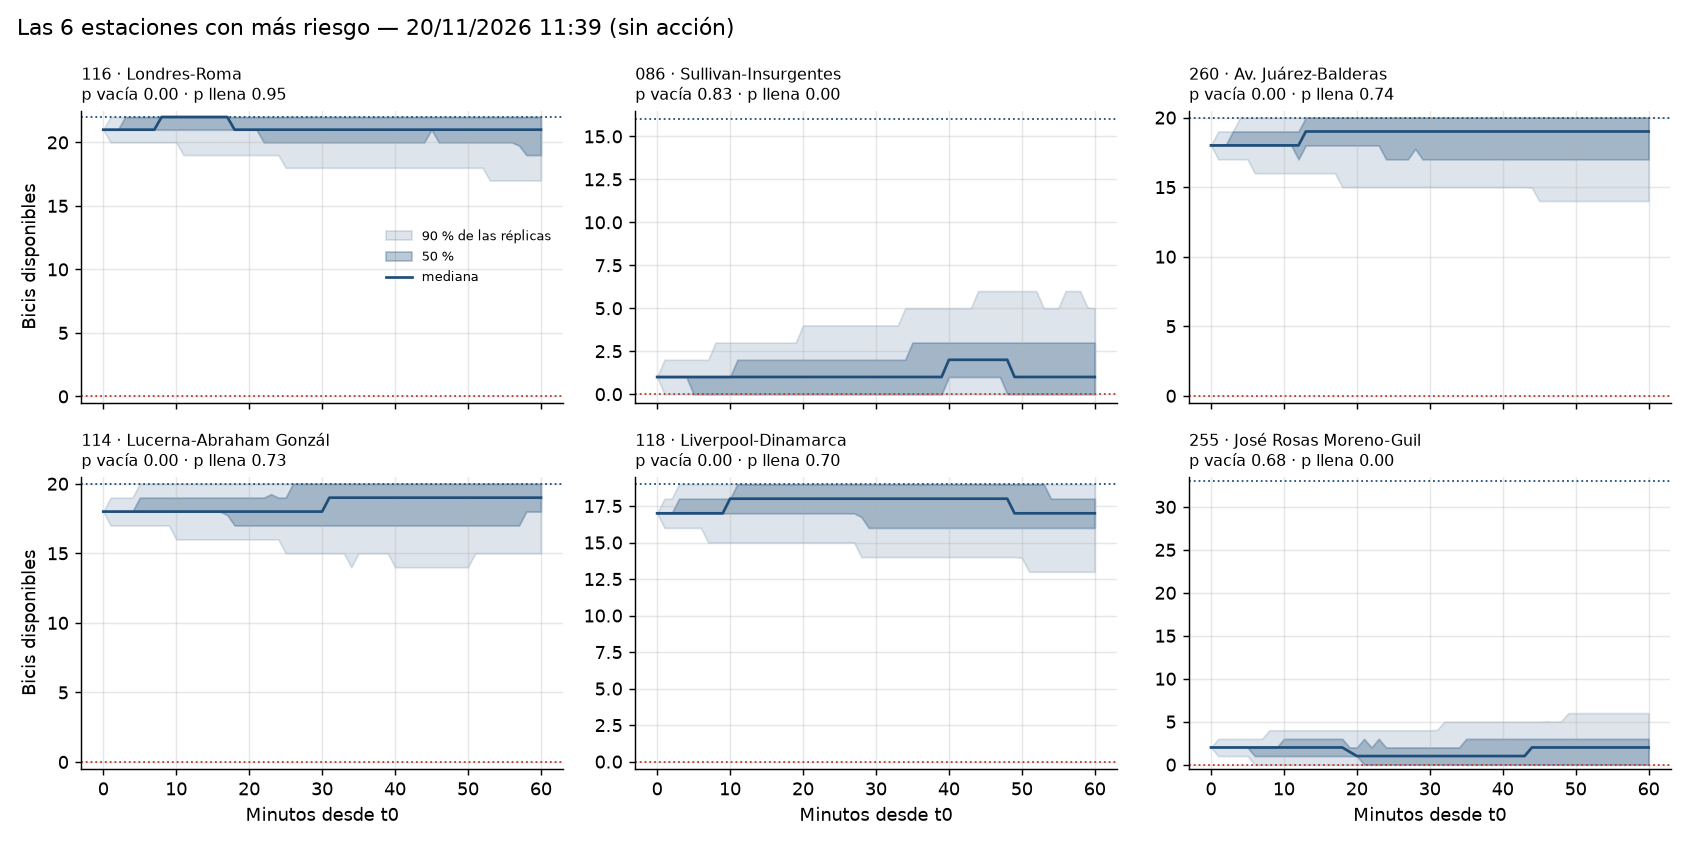 Las 6 estaciones con más riesgo — 20/11/2026 11:39 (sin acción)
116 · Londres-Roma
p vacía 0.00 · p llena 0.95
20
15
10
5
0
Bicis disponibles
90 % de las réplicas
50 %
mediana
086 · Sullivan-Insurgentes
p vacía 0.83 · p llena 0.00
15.0
12.5
10.0
7.5
5.0
2.5
0.0
260 · Av. Juárez-Balderas
p vacía 0.00 · p llena 0.74
20
15
10
5
0
114 · Lucerna-Abraham Gonzál
p vacía 0.00 · p llena 0.73
20
15
10
5
0
Bicis disponibles
0 10 20 30 40 50 60
Minutos desde t0
118 · Liverpool-Dinamarca
p vacía 0.00 · p llena 0.70
17.5
15.0
12.5
10.0
7.5
5.0
2.5
0.0
0 10 20 30 40 50 60
Minutos desde t0
255 · José Rosas Moreno-Guil
p vacía 0.68 · p llena 0.00
30
25
20
15
10
5
0
0 10 20 30 40 50 60
Minutos desde t0